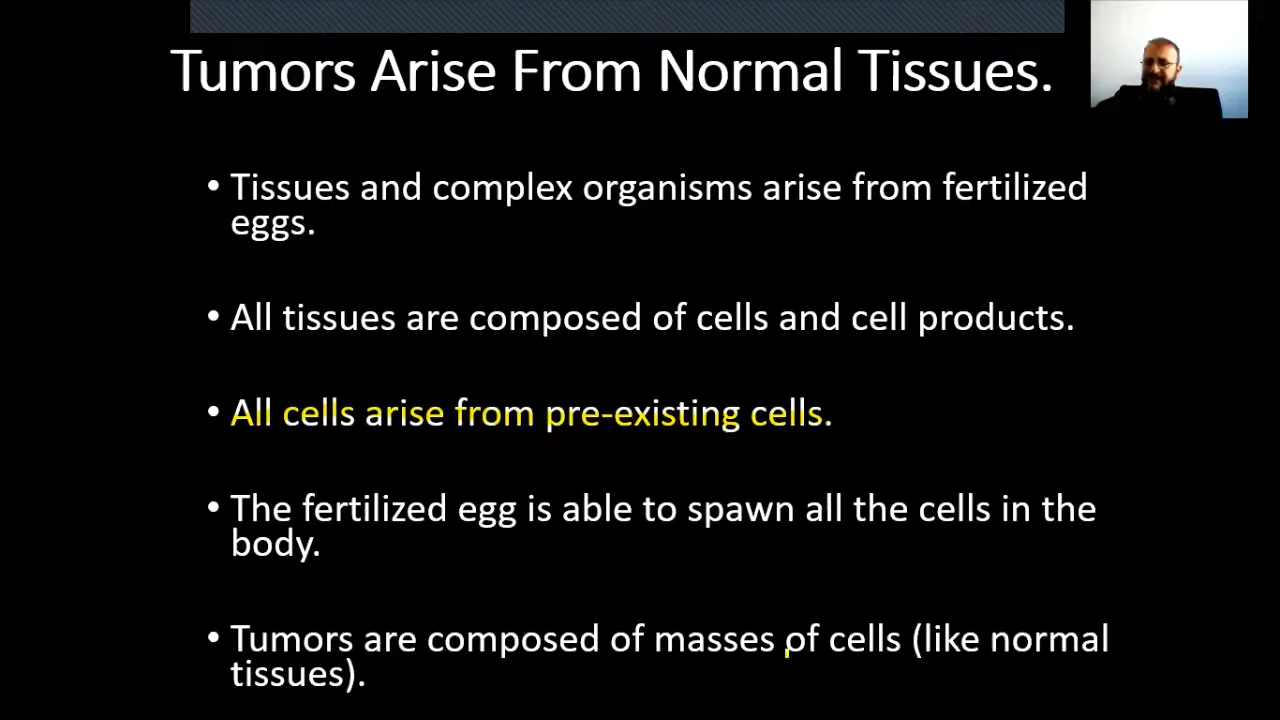 Tumors Arise From Normal Tissues.
• Tissues and complex organisms arise from fertilized
eggs.
• All tissues are composed of cells and cell products.
• All cells arise from pre-existing cells.
• The fertilized egg is able to spawn all the cells in the
body.
• Tumors are composed of masses of cells (like normal
tissues).